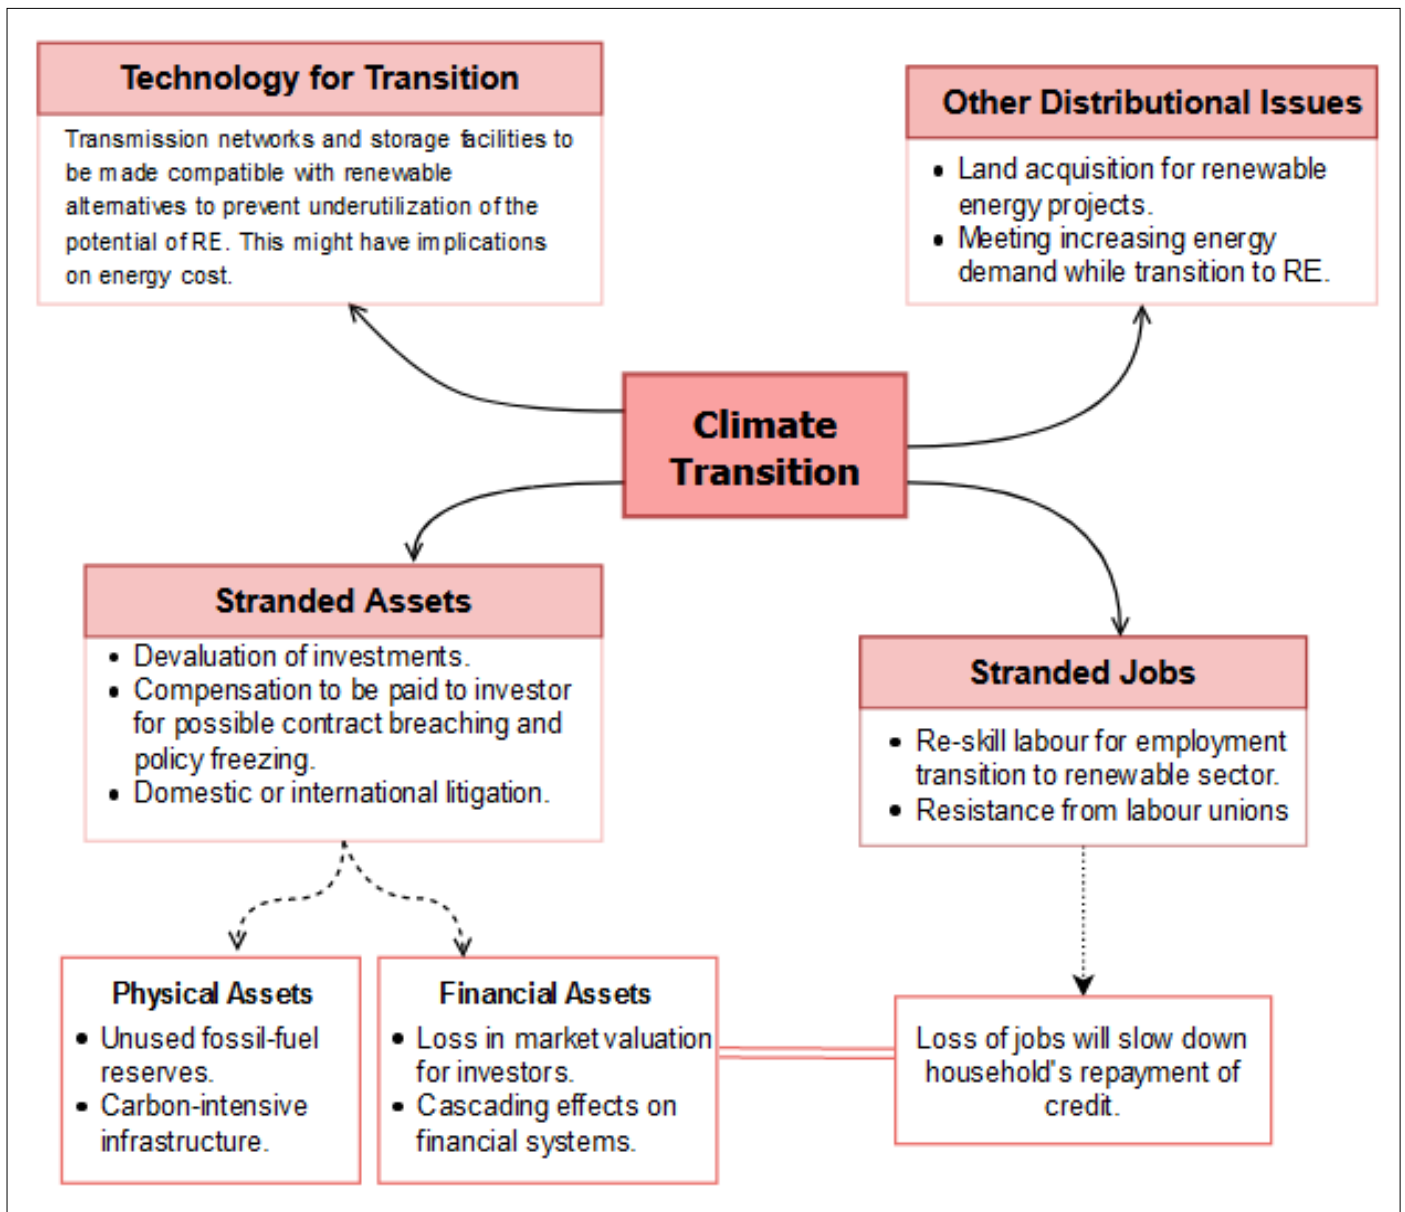 Technology for Transition
Transmission networks and storage facilities to
be made compatible with renewable
alternatives to prevent underutilization of the
potential of RE. This might have implications
on energy cost.
Other Distributional Issues
• Land acquisition for renewable
energy projects.
• Meeting increasing energy
demand while transition to RE.
Climate
Transition
Stranded Assets
• Devaluation of investments.
• Compensation to be paid to investor
for possible contract breaching and
policy freezing.
• Domestic or international litigation.
Stranded Jobs
• Re-skill labour for employment
transition to renewable sector.
• Resistance from labour unions
Physical Assets
• Unused fossil-fuel
reserves.
• Carbon-intensive
infrastructure.
Financial Assets
• Loss in market valuation
for investors.
• Cascading effects on
financial systems.
Loss of jobs will slow down
household's repayment of
credit.